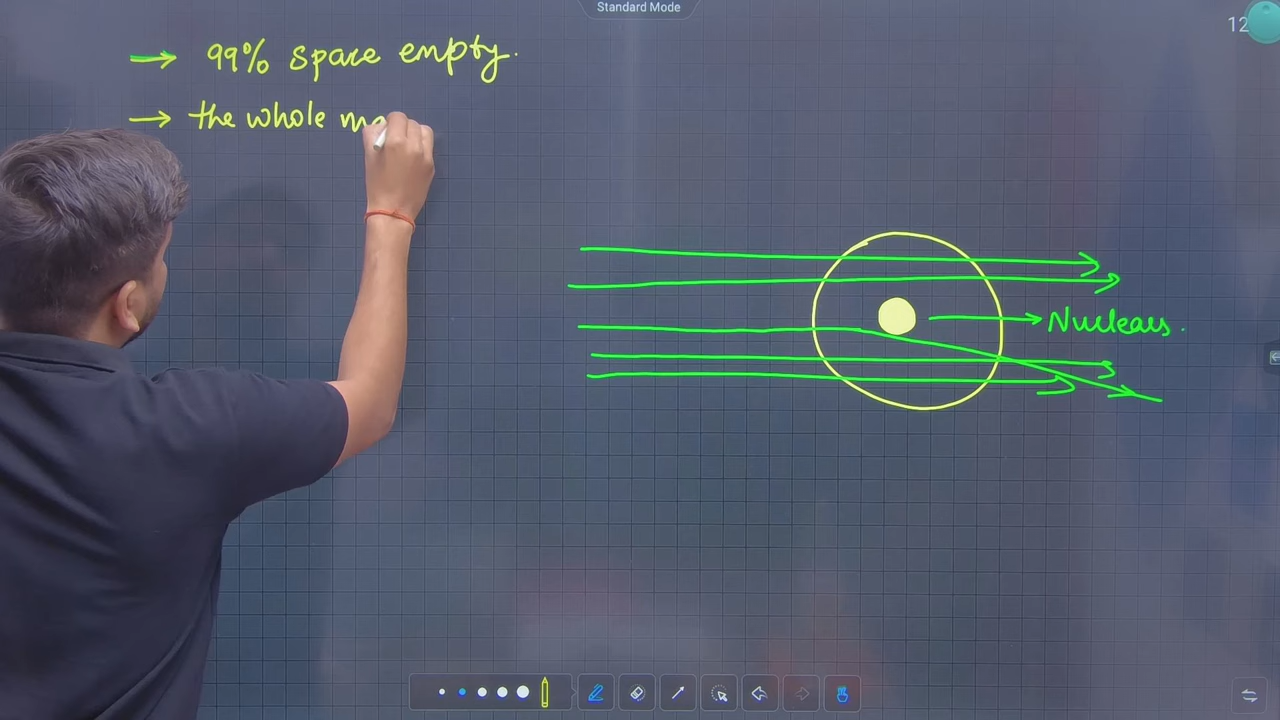 Standard Mode
12
→ 99% space empty.
→ the whole
→ Nucleus.